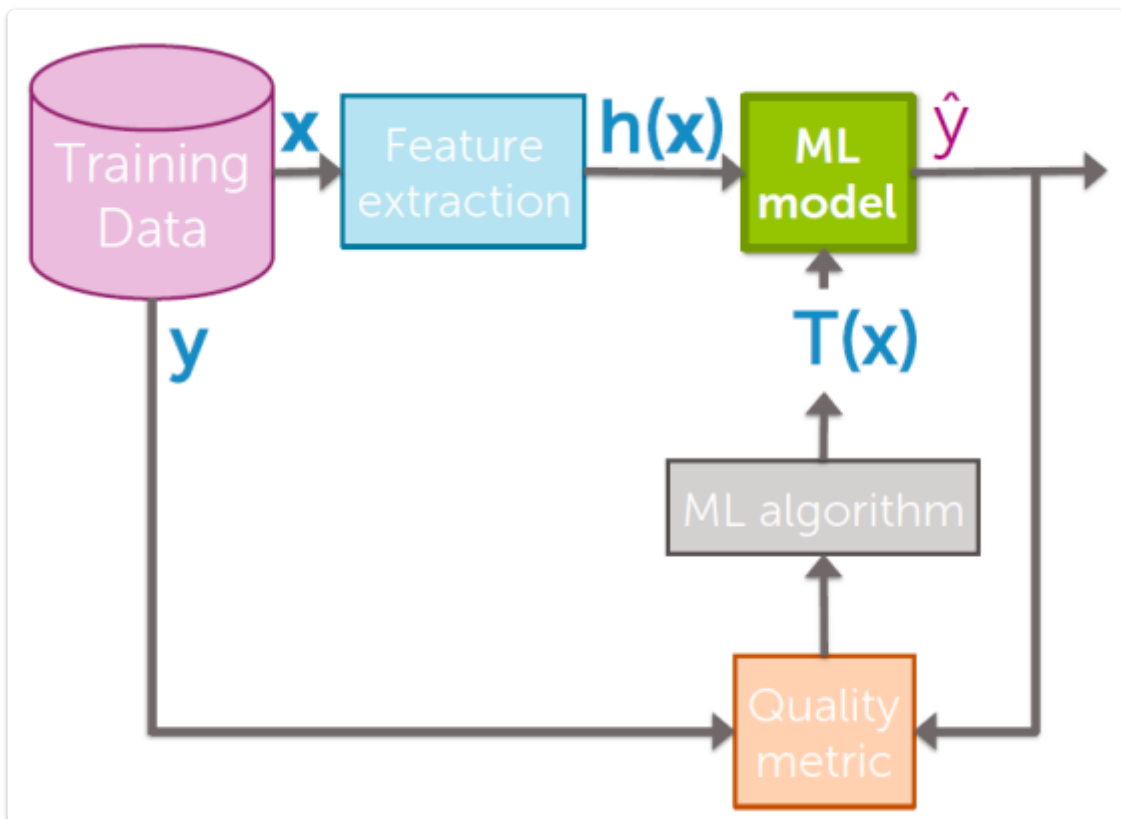 x
h(x)
ŷ
Training
Data
Feature
extraction
ML
model
y
T(x)
ML algorithm
Quality
metric